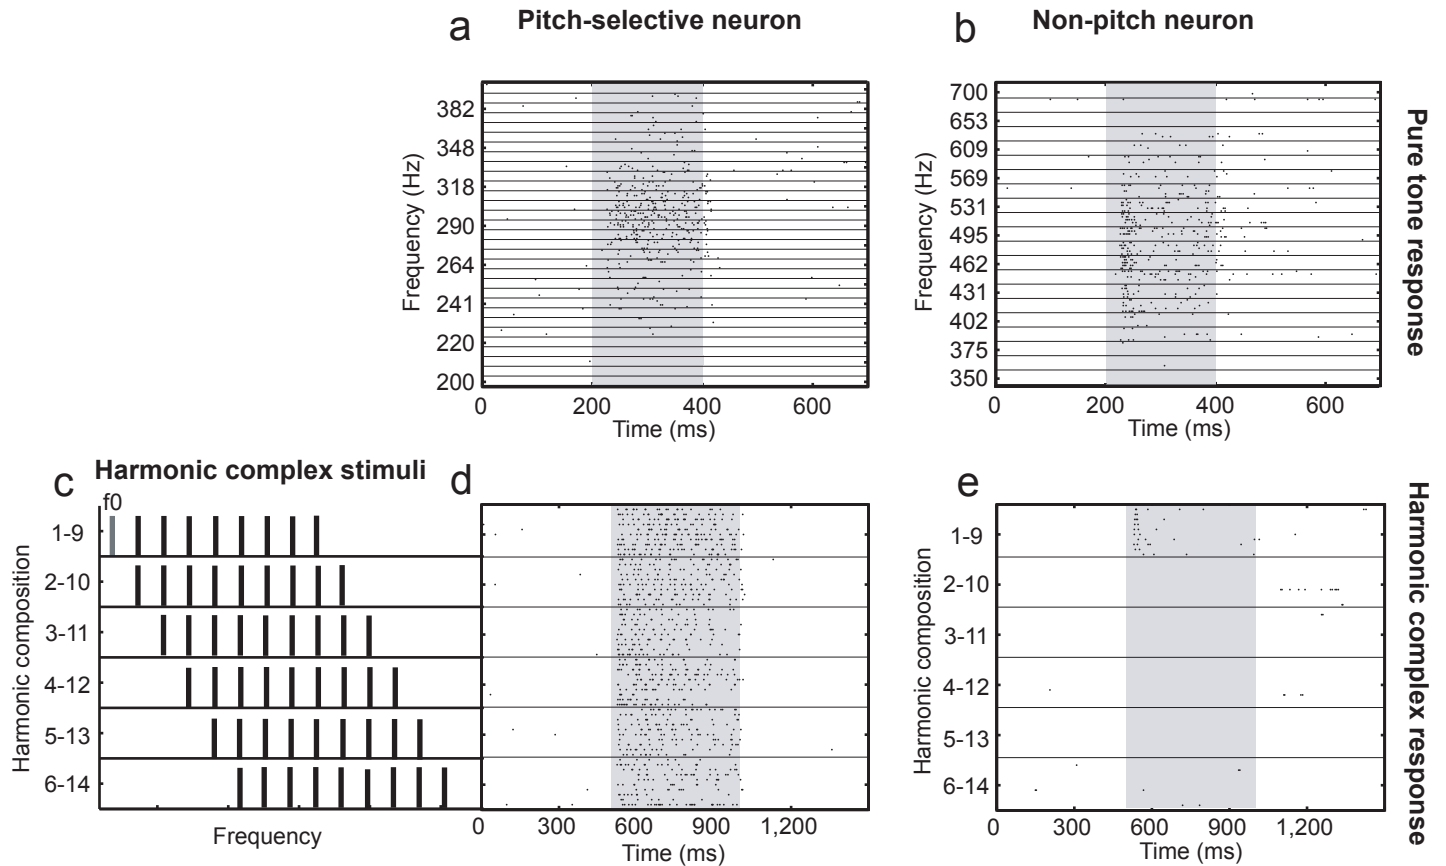 a Pitch-selective neuron
b Non-pitch neuron
Frequency (Hz)
382
348
318
290
264
241
220
200
0 200 400 600
Time (ms)
Frequency (Hz)
700
653
609
569
531
495
462
431
402
375
350
0 200 400 600
Time (ms)
Pure tone response
c Harmonic complex stimuli
f0
Harmonic composition
1-9
2-10
3-11
4-12
5-13
6-14
Frequency
d
0 300 600 900 1,200
Time (ms)
e
Harmonic composition
1-9
2-10
3-11
4-12
5-13
6-14
0 300 600 900 1,200
Time (ms)
Harmonic complex response